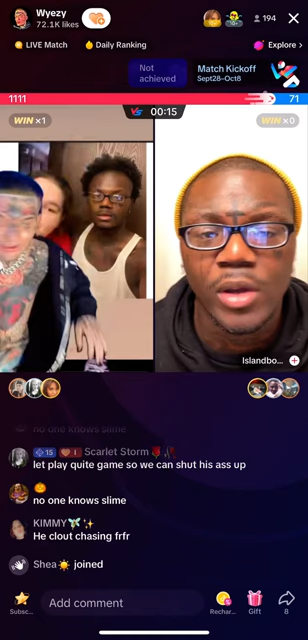 Wyezy
72.1K likes
194
LIVE Match
Daily Ranking
Explore
Not
achieved
Match Kickoff
Sept28-Oct8
1111
71
WIN ×1
VS 00:15
WIN ×0
Islandbo...
no one knows slime
15 1 Scarlet Storm
let play quite game so we can shut his ass up
no one knows slime
KIMMY
He clout chasing frfr
Shea joined
Subsc...
Add comment
Rechar...
Gift
8